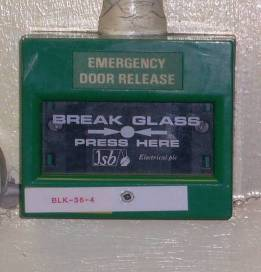 EMERGENCY
DOOR RELEASE
BREAK GLASS
PRESS HERE
JSB Electrical plc
BLK-36-4